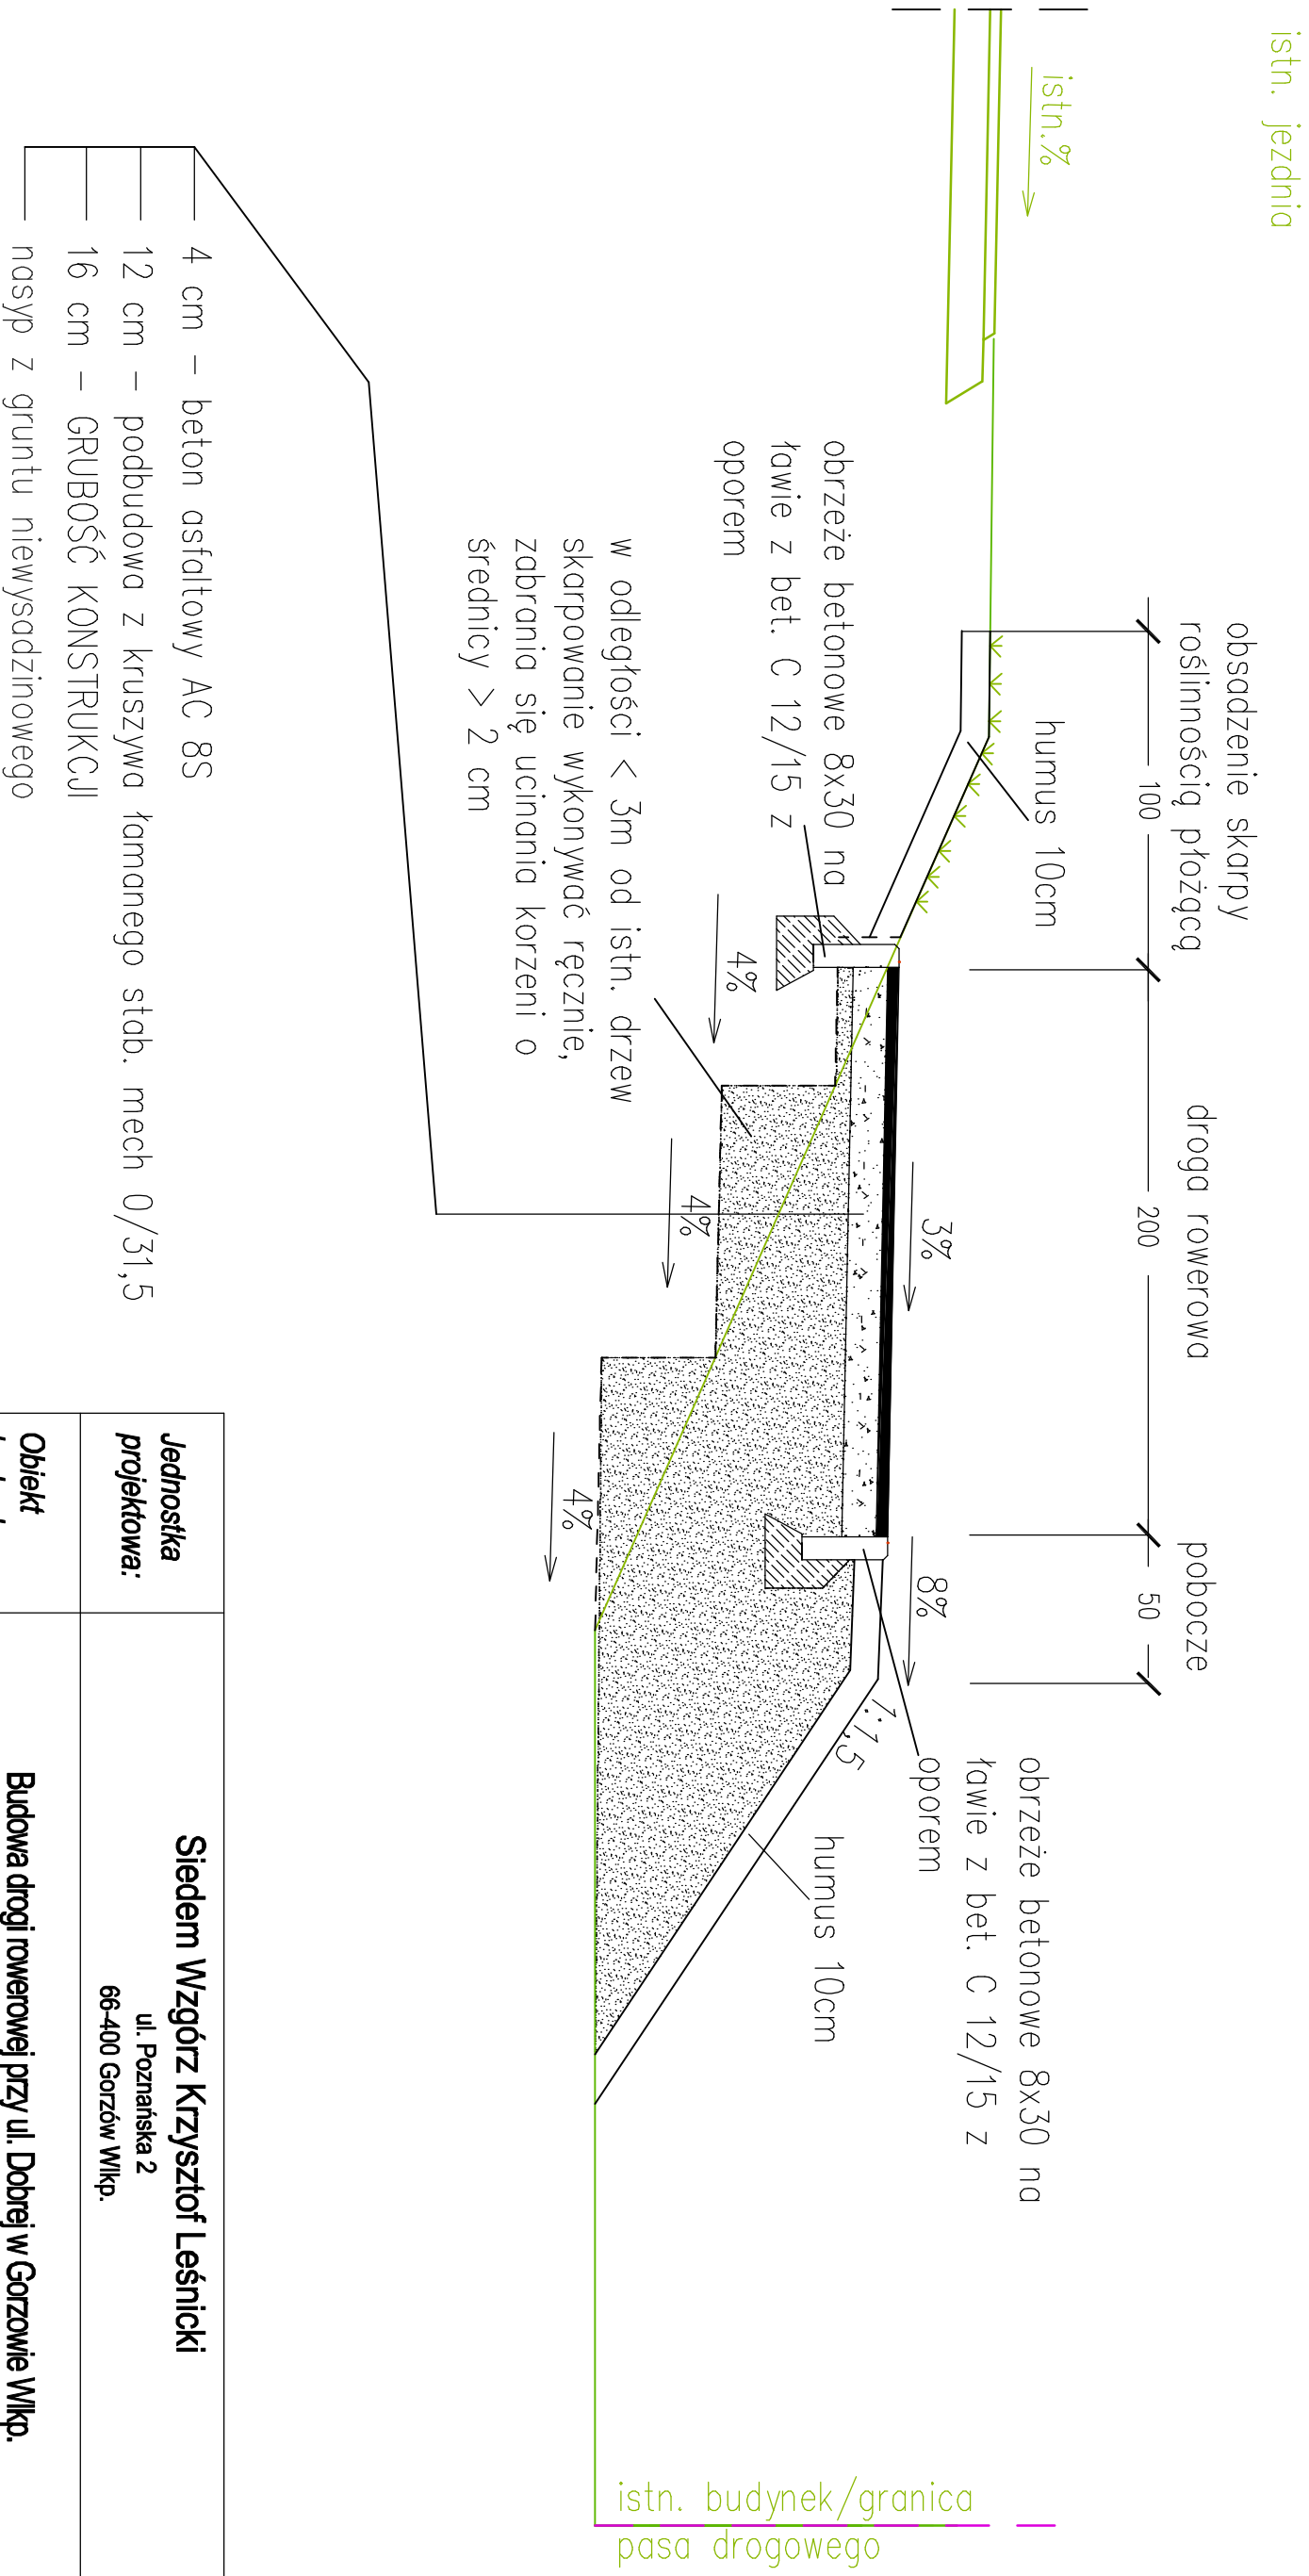 istn. jezdnia
istn.%
obsadzenie skarpy
roślinnością płożącą
100
humus 10cm
droga rowerowa
200
pobocze
50
obrzeże betonowe 8x30 na
ławie z bet. C 12/15 z
oporem
w odległości < 3m od istn. drzew
skarpowanie wykonywać ręcznie,
zabrania się ucinania korzeni o
średnicy > 2 cm
4%
4%
4%
3%
8%
1:1,5
obrzeże betonowe 8x30 na
ławie z bet. C 12/15 z
oporem
humus 10cm
istn. budynek/granica
pasa drogowego
4 cm – beton asfaltowy AC 8S
12 cm – podbudowa z kruszywa łamanego stab. mech 0/31,5
16 cm – GRUBOŚĆ KONSTRUKCJI
nasyp z gruntu niewysadzinowego
Jednostka
projektowa:
Siedem Wzgórz Krzysztof Leśnicki
ul. Poznańska 2
66-400 Gorzów Wlkp.
Obiekt
Budowa drogi rowerowej przy ul. Dobrej w Gorzowie Wlkp.